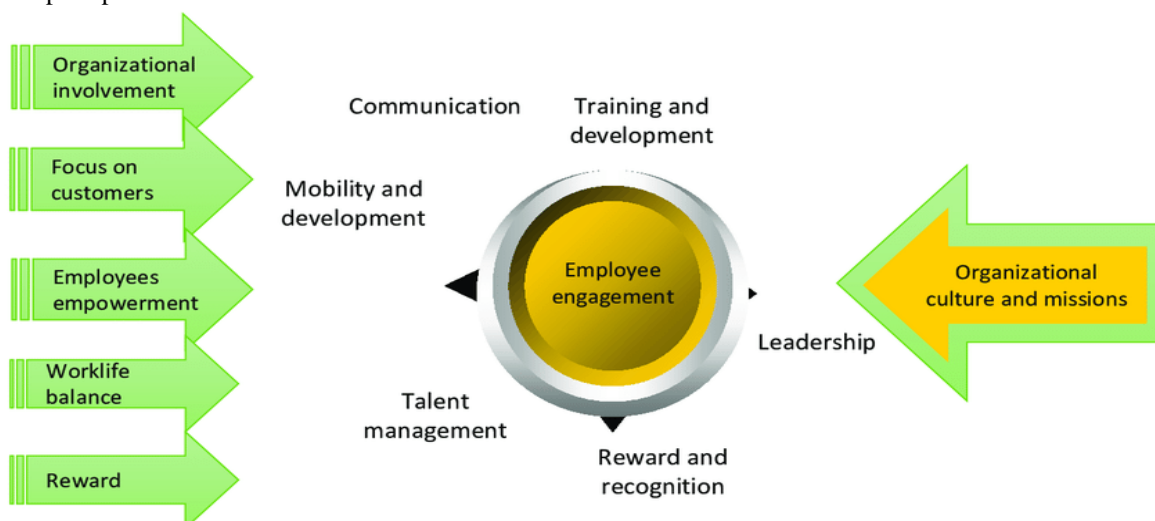 Organizational
involvement
Focus on
customers
Employees
empowerment
Worklife
balance
Reward
Communication
Training and
development
Mobility and
development
Employee
engagement
Leadership
Talent
management
Reward and
recognition
Organizational
culture and missions